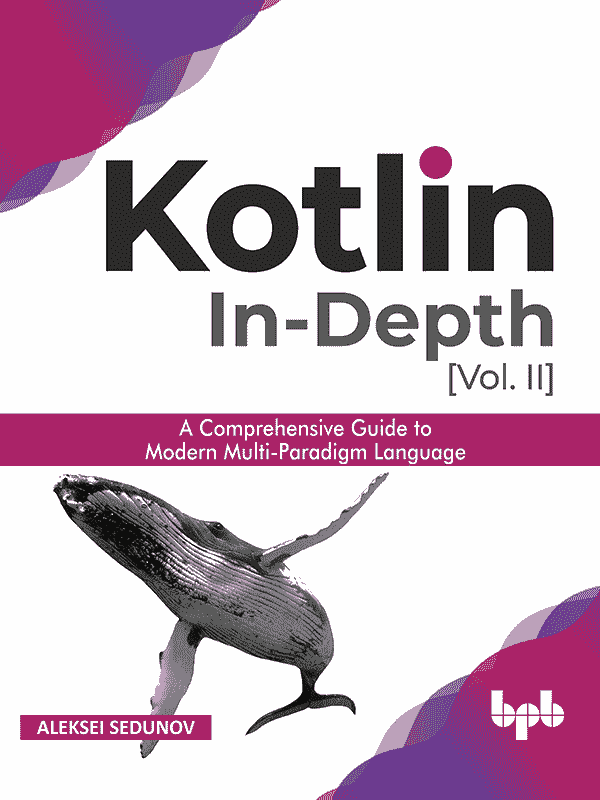 Kotlin
In-Depth
[Vol. II]
A Comprehensive Guide to
Modern Multi-Paradigm Language
ALEKSEI SEDUNOV
bpb